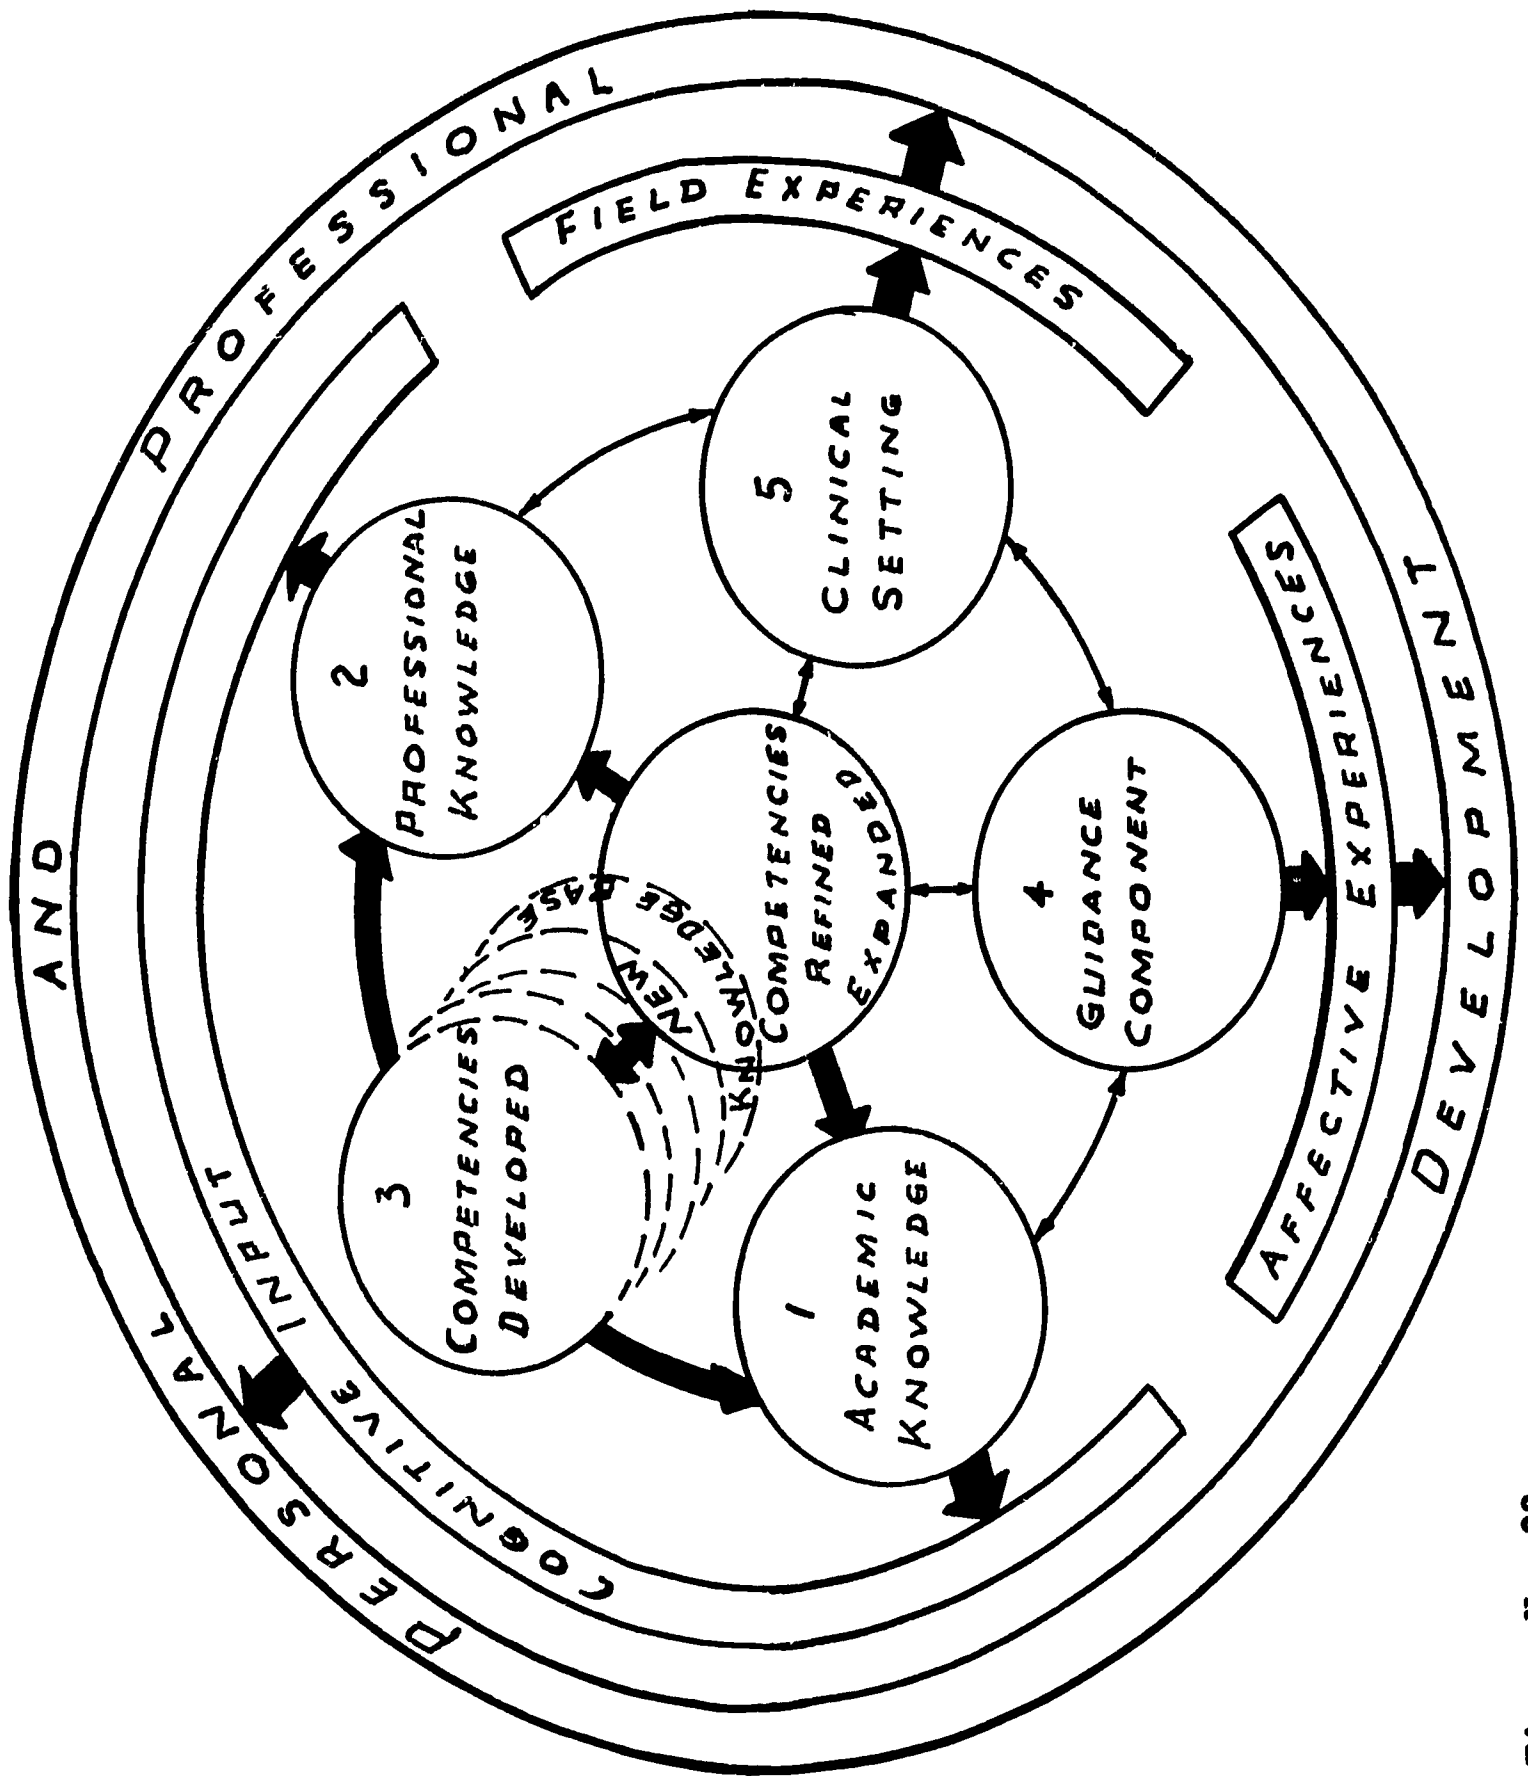 PERSONAL AND PROFESSIONAL
DEVELOPMENT
COGNITIVE INPUT
FIELD EXPERIENCES
AFFECTIVE EXPERIENCES
3
COMPETENCIES
DEVELOPED
2
PROFESSIONAL
KNOWLEDGE
NEW
KNOWLEDGE BASE
COMPETENCIES
REFINED
EXPANDED
1
ACADEMIC
KNOWLEDGE
5
CLINICAL
SETTING
4
GUIDANCE
COMPONENT